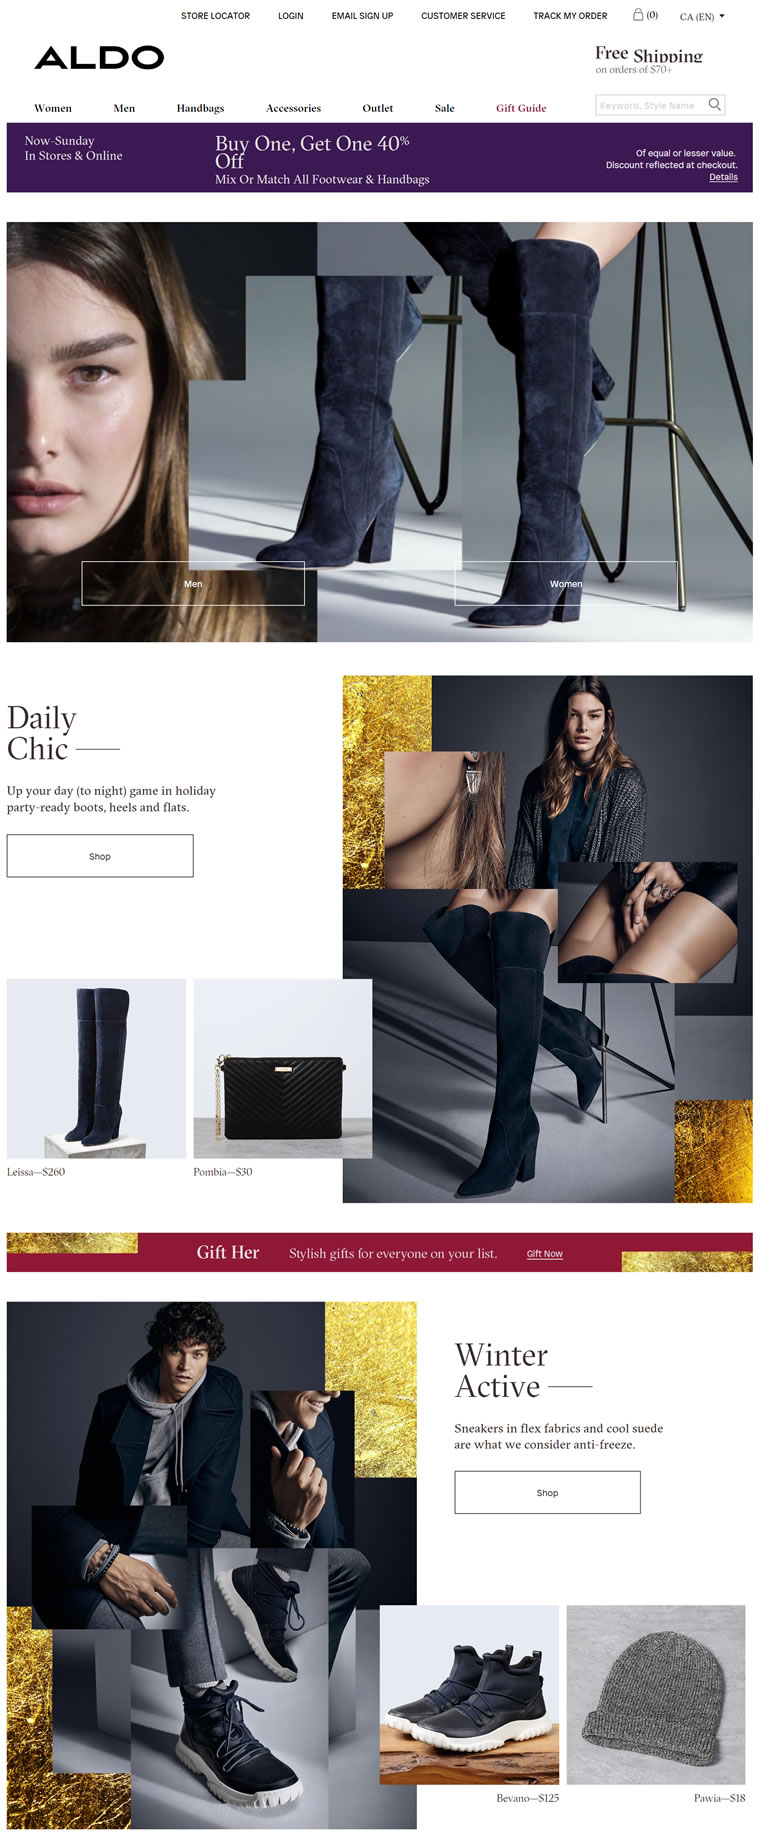 STORE LOCATOR LOGIN EMAIL SIGN UP CUSTOMER SERVICE TRACK MY ORDER (0) CA (EN)
ALDO
Free Shipping
on orders of $70+
Women Men Handbags Accessories Outlet Sale Gift Guide
Keyword, Style Name
Now–Sunday
In Stores & Online
Buy One, Get One 40%
Off
Mix Or Match All Footwear & Handbags
Of equal or lesser value.
Discount reflected at checkout.
Details
Men
Women
Daily
Chic
Up your day (to night) game in holiday
party-ready boots, heels and flats.
Shop
Leissa—$260
Pombia—$30
Gift Her Stylish gifts for everyone on your list. Gift Now
Winter
Active
Sneakers in flex fabrics and cool suede
are what we consider anti-freeze.
Shop
Bevano—$125
Pawia—$18